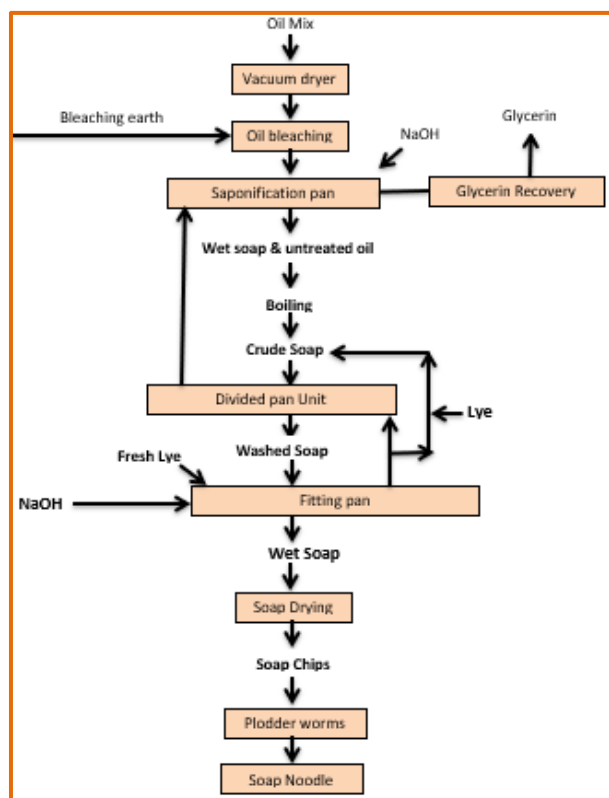 Oil Mix
Vacuum dryer
Bleaching earth
Oil bleaching
NaOH
Glycerin
Saponification pan
Glycerin Recovery
Wet soap & untreated oil
Boiling
Crude Soap
Divided pan Unit
Lye
Washed Soap
Fresh Lye
NaOH
Fitting pan
Wet Soap
Soap Drying
Soap Chips
Plodder worms
Soap Noodle